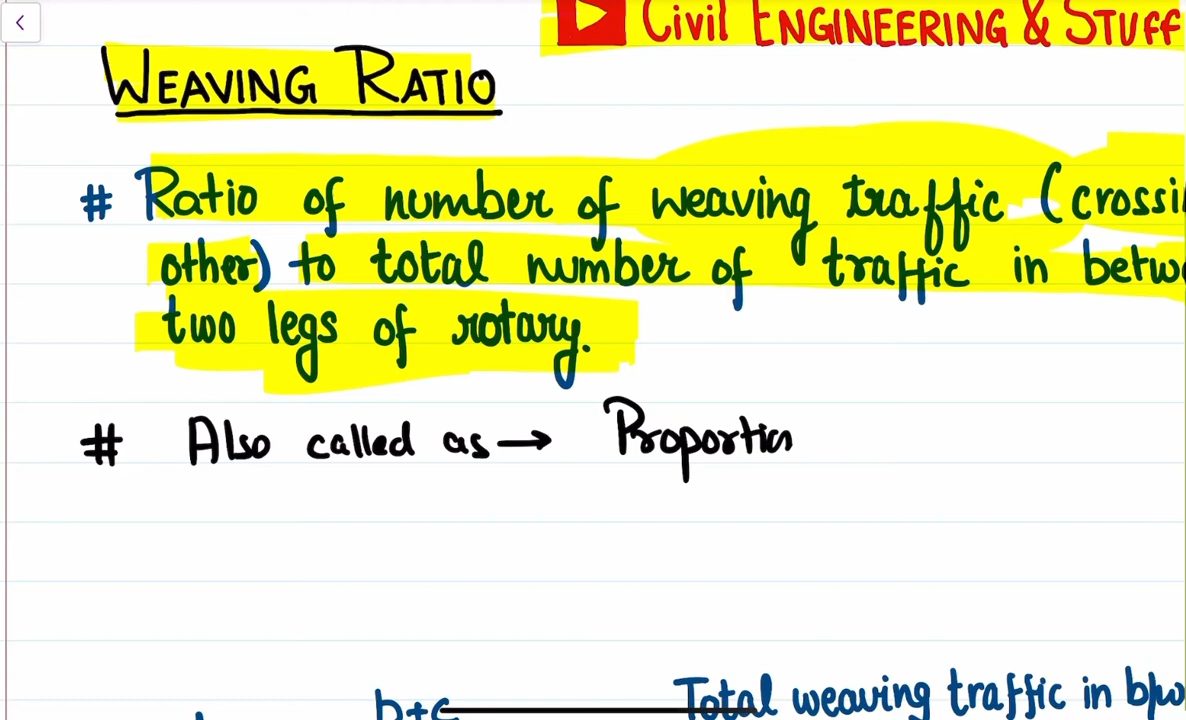 Civil ENGINEERING & STUFF
WEAVING RATIO
# Ratio of number of weaving traffic (crossi
other) to total number of traffic in betwe
two legs of rotary.
# Also called as → Proportion
b+c Total weaving traffic in b/w